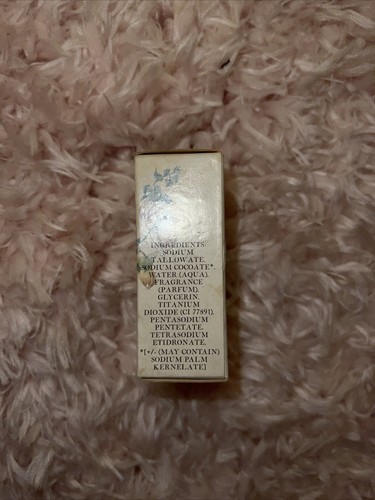 INGREDIENTS:
SODIUM
TALLOWATE.
SODIUM COCOATE*.
WATER (AQUA).
FRAGRANCE
(PARFUM).
GLYCERIN.
TITANIUM
DIOXIDE (CI 77891).
PENTASODIUM
PENTETATE.
TETRASODIUM
ETIDRONATE.
*[+/- (MAY CONTAIN)
SODIUM PALM
KERNELATE]